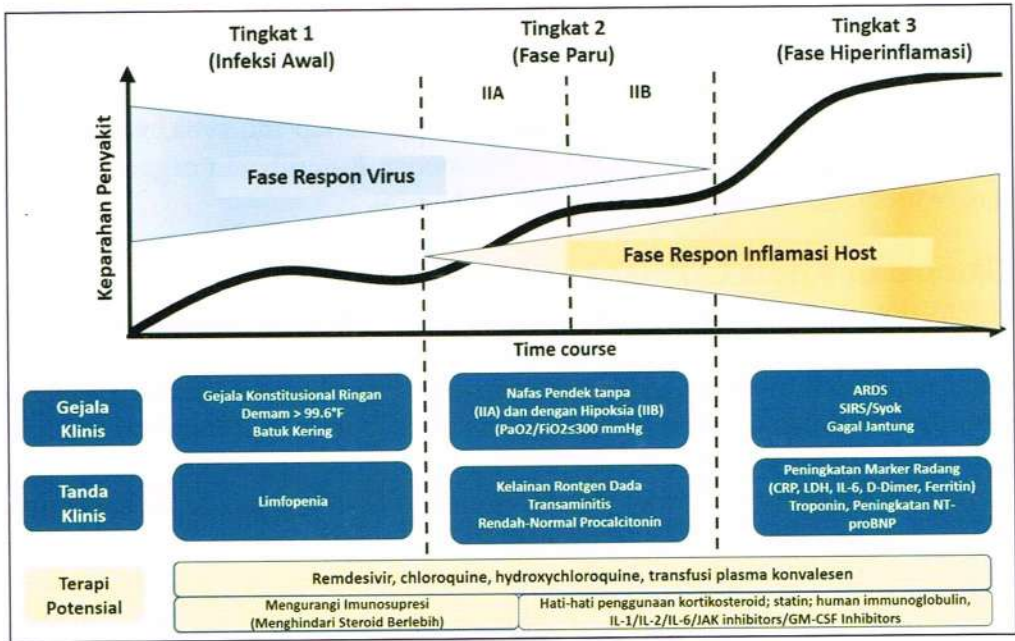 Tingkat 1
(Infeksi Awal)
Tingkat 2
(Fase Paru)
Tingkat 3
(Fase Hiperinflamasi)
IIA
IIB
Keparahan Penyakit
Fase Respon Virus
Fase Respon Inflamasi Host
Time course
Gejala
Klinis
Gejala Konstitusional Ringan
Demam > 99.6°F
Batuk Kering
Nafas Pendek tanpa
(IIA) dan dengan Hipoksia (IIB)
(PaO2/FiO2≤300 mmHg
ARDS
SIRS/Syok
Gagal Jantung
Tanda
Klinis
Limfopenia
Kelainan Rontgen Dada
Transaminitis
Rendah-Normal Procalcitonin
Peningkatan Marker Radang
(CRP, LDH, IL-6, D-Dimer, Ferritin)
Troponin, Peningkatan NT-
proBNP
Terapi
Potensial
Remdesivir, chloroquine, hydroxychloroquine, transfusi plasma konvalesen
Mengurangi Imunosupresi
(Menghindari Steroid Berlebih)
Hati-hati penggunaan kortikosteroid; statin; human immunoglobulin,
IL-1/IL-2/IL-6/JAK inhibitors/GM-CSF Inhibitors